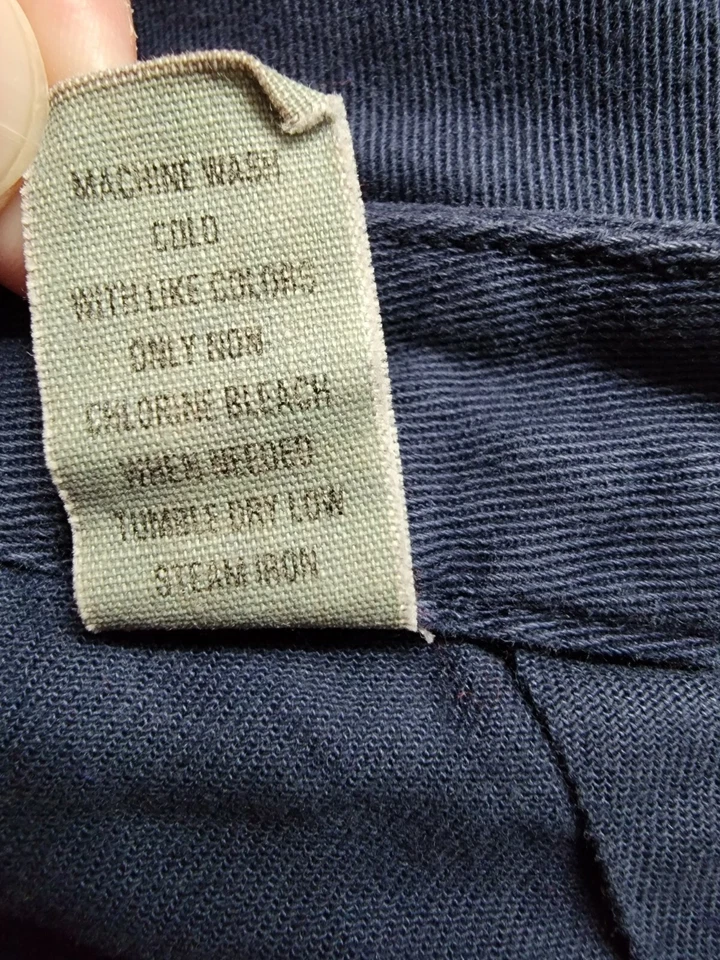 MACHINE WASH
COLD
WITH LIKE COLORS
ONLY NON-
CHLORINE BLEACH
WHEN NEEDED
TUMBLE DRY LOW
STEAM IRON